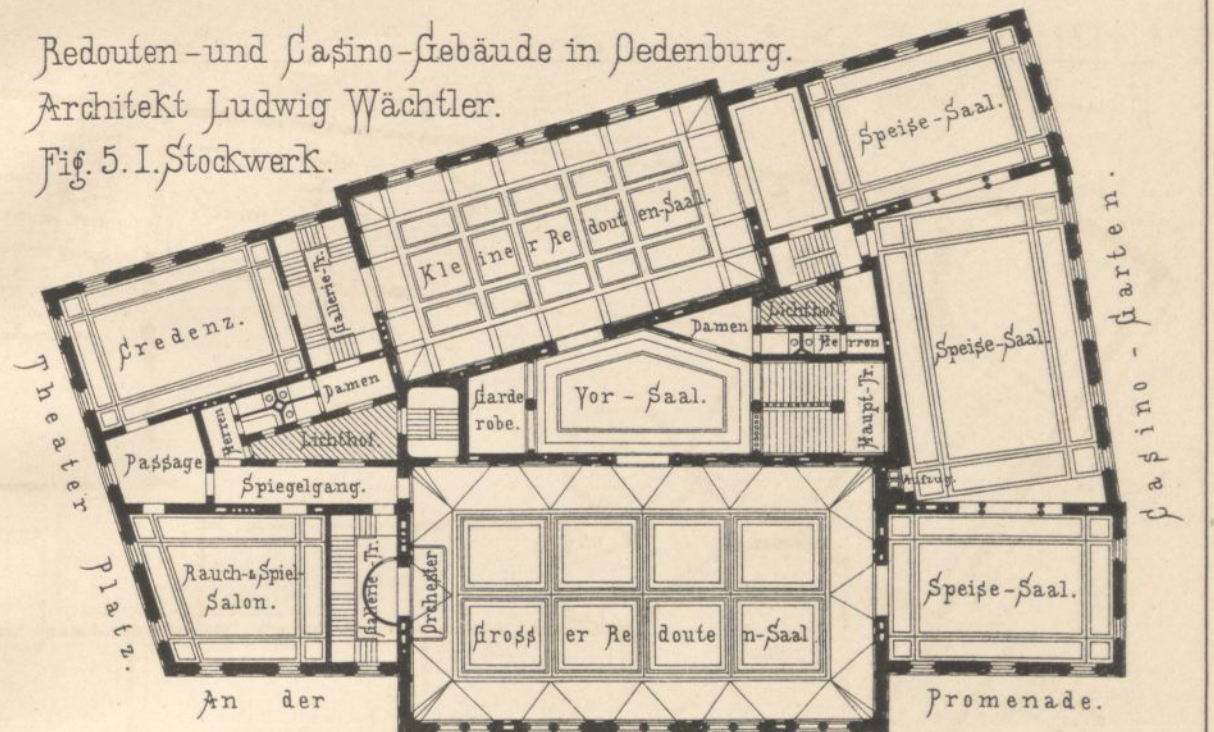 Redouten-und Casino-Gebäude in Oedenburg.
Architekt Ludwig Wächtler.
Fig. 5. I. Stockwerk.
Speise-Saal.
Kleiner Redouten-Saal.
Gallerie-Tr.
Credenz.
Damen
Lichthof
Herren
Speise-Saal.
Casino-Garten.
Theater Platz.
Damen
Herren
Lichthof.
Garde
robe.
Vor-Saal.
Haupt-Tr.
Passage
Spiegelgang.
Aufzug.
Rauch-&Spiel-
Salon.
Gallerie-Tr.
Orchester
Grosser Redouten-Saal
Speise-Saal.
An der Promenade.